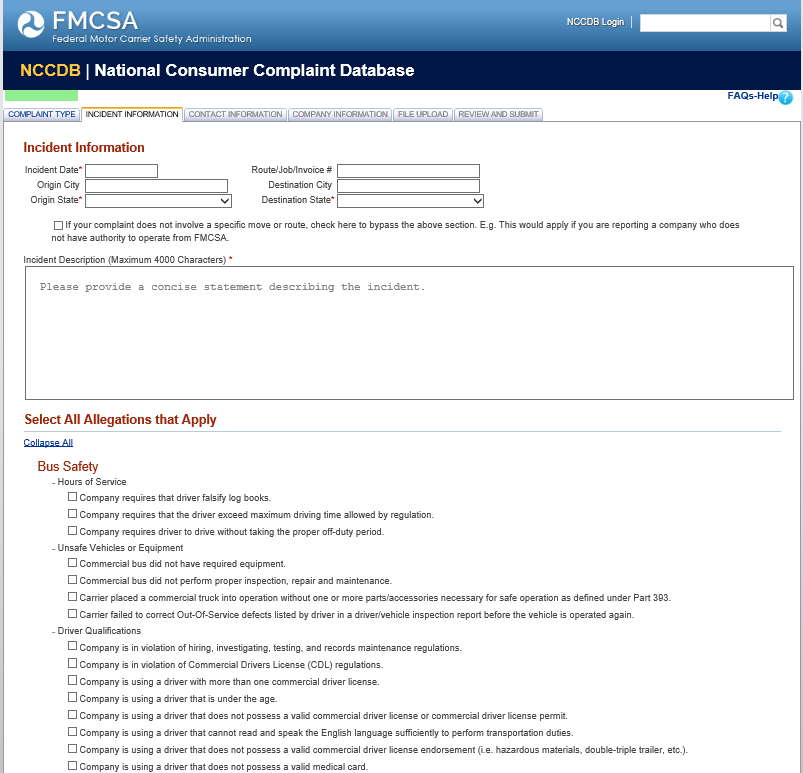 FMCSA
Federal Motor Carrier Safety Administration
NCCDB Login
NCCDB | National Consumer Complaint Database
FAQs-Help ?
COMPLAINT TYPE INCIDENT INFORMATION CONTACT INFORMATION COMPANY INFORMATION FILE UPLOAD REVIEW AND SUBMIT
Incident Information
Incident Date* Route/Job/Invoice #
Origin City Destination City
Origin State* Destination State*
If your complaint does not involve a specific move or route, check here to bypass the above section. E.g. This would apply if you are reporting a company who does
not have authority to operate from FMCSA.
Incident Description (Maximum 4000 Characters) *
Please provide a concise statement describing the incident.
Select All Allegations that Apply
Collapse All
Bus Safety
- Hours of Service
Company requires that driver falsify log books.
Company requires that the driver exceed maximum driving time allowed by regulation.
Company requires driver to drive without taking the proper off-duty period.
- Unsafe Vehicles or Equipment
Commercial bus did not have required equipment.
Commercial bus did not perform proper inspection, repair and maintenance.
Carrier placed a commercial truck into operation without one or more parts/accessories necessary for safe operation as defined under Part 393.
Carrier failed to correct Out-Of-Service defects listed by driver in a driver/vehicle inspection report before the vehicle is operated again.
- Driver Qualifications
Company is in violation of hiring, investigating, testing, and records maintenance regulations.
Company is in violation of Commercial Drivers License (CDL) regulations.
Company is using a driver with more than one commercial driver license.
Company is using a driver that is under the age.
Company is using a driver that does not possess a valid commercial driver license or commercial driver license permit.
Company is using a driver that cannot read and speak the English language sufficiently to perform transportation duties.
Company is using a driver that does not possess a valid commercial driver license endorsement (i.e. hazardous materials, double-triple trailer, etc.).
Company is using a driver that does not possess a valid medical card.